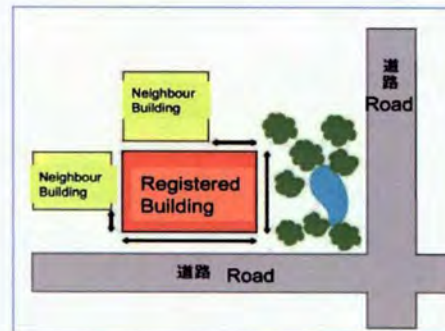 Neighbour
Building
道
路
Road
Neighbour
Building
Registered
Building
道路 Road